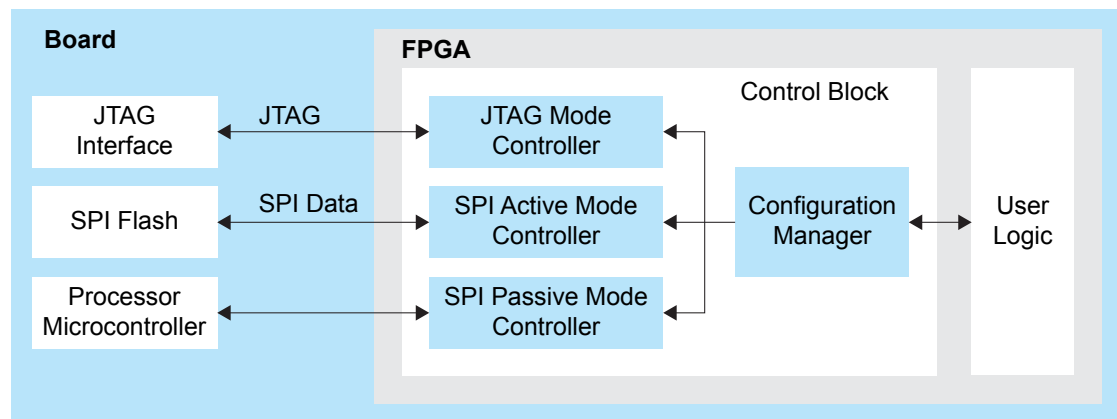 Board
FPGA
Control Block
JTAG
Interface
JTAG
JTAG Mode
Controller
SPI Flash
SPI Data
SPI Active Mode
Controller
Configuration
Manager
User
Logic
Processor
Microcontroller
SPI Passive Mode
Controller